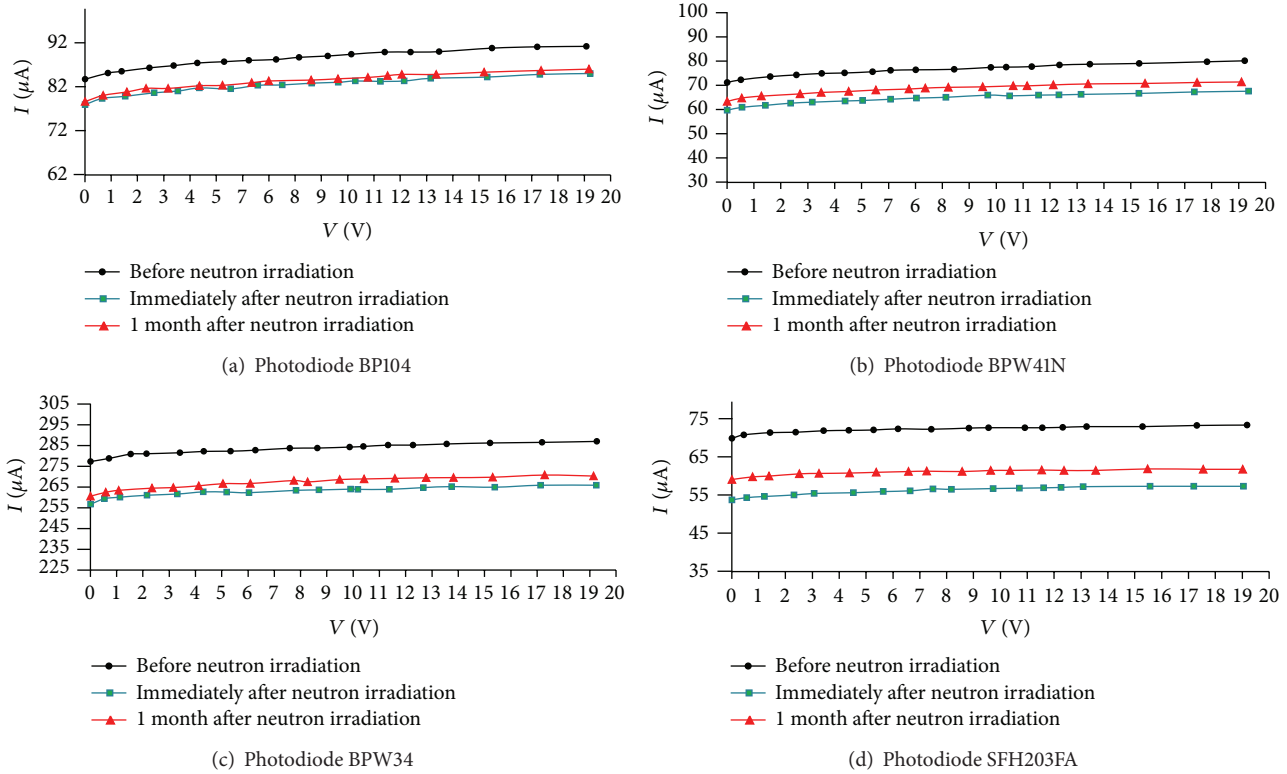 92
82
72
62
I (μA)
0 1 2 3 4 5 7 8 9 10 10 11 12 13 14 15 16 17 18 19 20
V (V)
Before neutron irradiation
Immediately after neutron irradiation
1 month after neutron irradiation
(a) Photodiode BP104
100
90
80
70
60
50
40
30
I (μA)
0 1 2 3 4 5 7 8 9 10 10 11 12 13 14 15 16 17 18 19 20
V (V)
Before neutron irradiation
Immediately after neutron irradiation
1 month after neutron irradiation
(b) Photodiode BPW41N
305
295
285
275
265
255
245
235
225
I (μA)
0 1 2 3 4 5 7 8 9 10 10 11 12 13 14 15 16 17 18 19 20
V (V)
Before neutron irradiation
Immediately after neutron irradiation
1 month after neutron irradiation
(c) Photodiode BPW34
75
65
55
45
35
I (μA)
0 1 2 3 4 5 7 8 9 10 10 11 12 13 14 15 16 17 18 19 20
V (V)
Before neutron irradiation
Immediately after neutron irradiation
1 month after neutron irradiation
(d) Photodiode SFH203FA